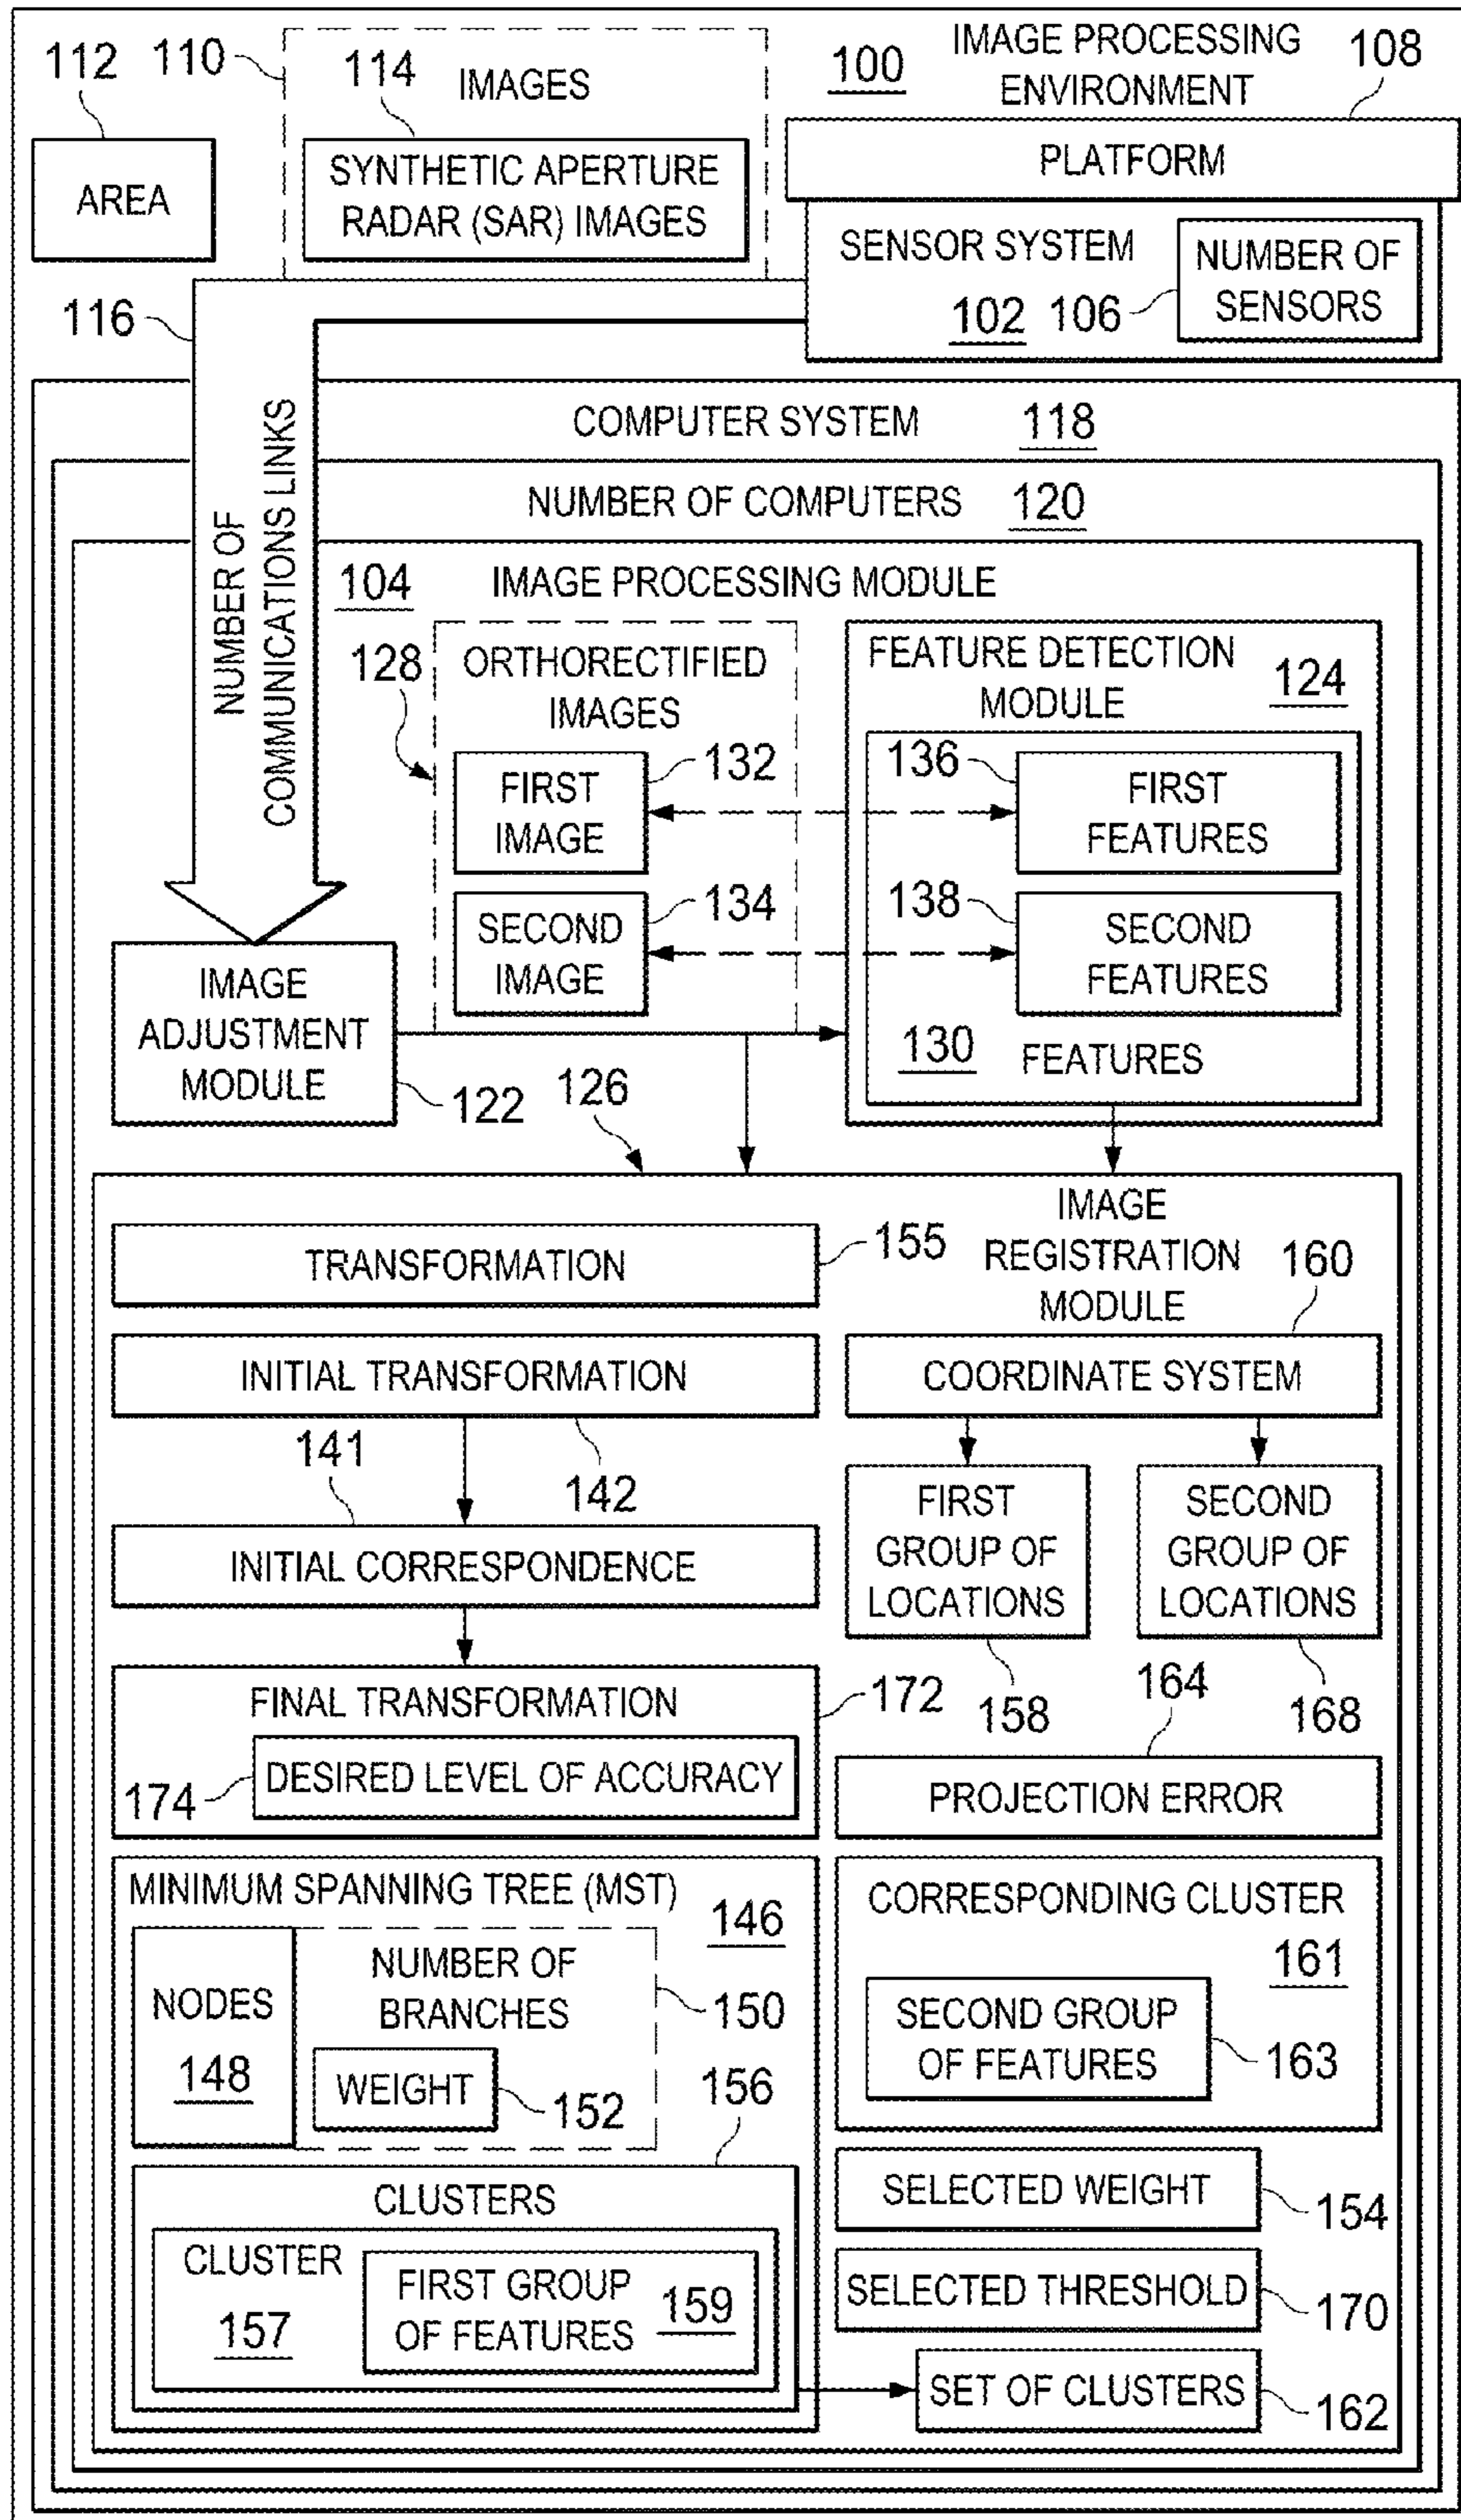 112
110
114
IMAGES
100
IMAGE PROCESSING
ENVIRONMENT
108
AREA
SYNTHETIC APERTURE
RADAR (SAR) IMAGES
PLATFORM
SENSOR SYSTEM
102
106
NUMBER OF
SENSORS
116
NUMBER OF
COMMUNICATIONS LINKS
COMPUTER SYSTEM
118
NUMBER OF COMPUTERS
120
104
IMAGE PROCESSING MODULE
128
ORTHORECTIFIED
IMAGES
FEATURE DETECTION
MODULE
124
FIRST
IMAGE
132
136
FIRST
FEATURES
SECOND
IMAGE
134
138
SECOND
FEATURES
130
FEATURES
IMAGE
ADJUSTMENT
MODULE
122
126
IMAGE
REGISTRATION
MODULE
TRANSFORMATION
155
160
INITIAL TRANSFORMATION
142
COORDINATE SYSTEM
141
INITIAL CORRESPONDENCE
FIRST
GROUP OF
LOCATIONS
158
SECOND
GROUP OF
LOCATIONS
168
FINAL TRANSFORMATION
172
174
DESIRED LEVEL OF ACCURACY
164
PROJECTION ERROR
MINIMUM SPANNING TREE (MST)
146
NODES
148
NUMBER OF
BRANCHES
150
WEIGHT
152
156
CORRESPONDING CLUSTER
161
SECOND GROUP
OF FEATURES
163
CLUSTERS
CLUSTER
157
FIRST GROUP
OF FEATURES
159
SELECTED WEIGHT
154
SELECTED THRESHOLD
170
SET OF CLUSTERS
162